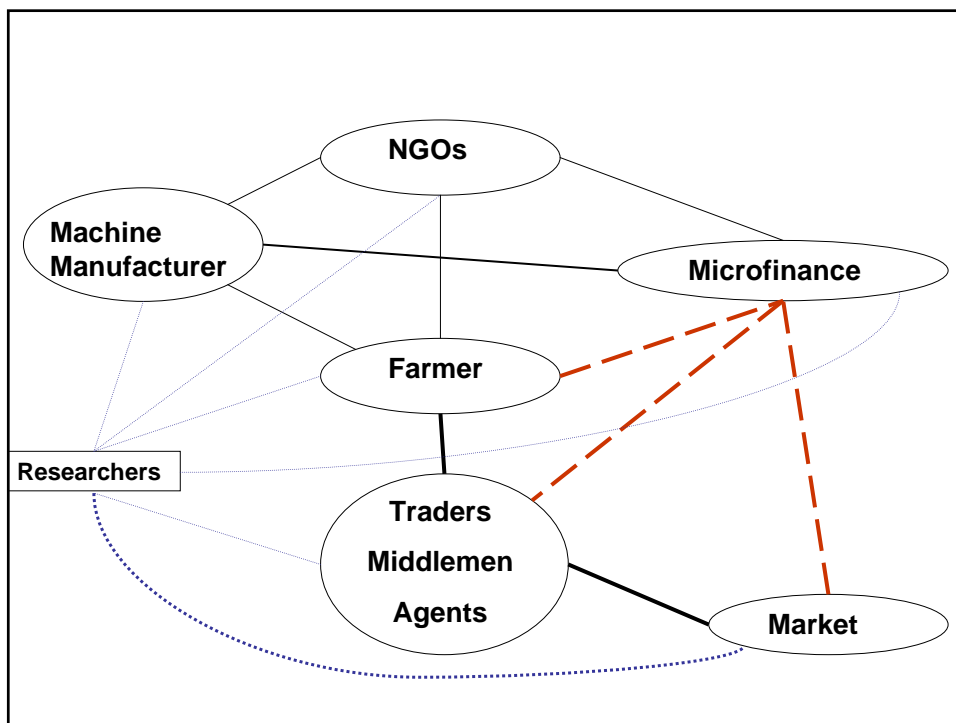 NGOs
Machine
Manufacturer
Microfinance
Farmer
Researchers
Traders
Middlemen
Agents
Market